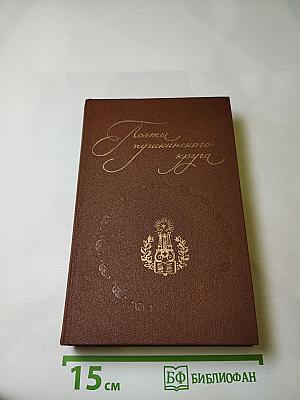 Поэты
пушкинского
круга
15 см
БФ БИБЛИОФАН